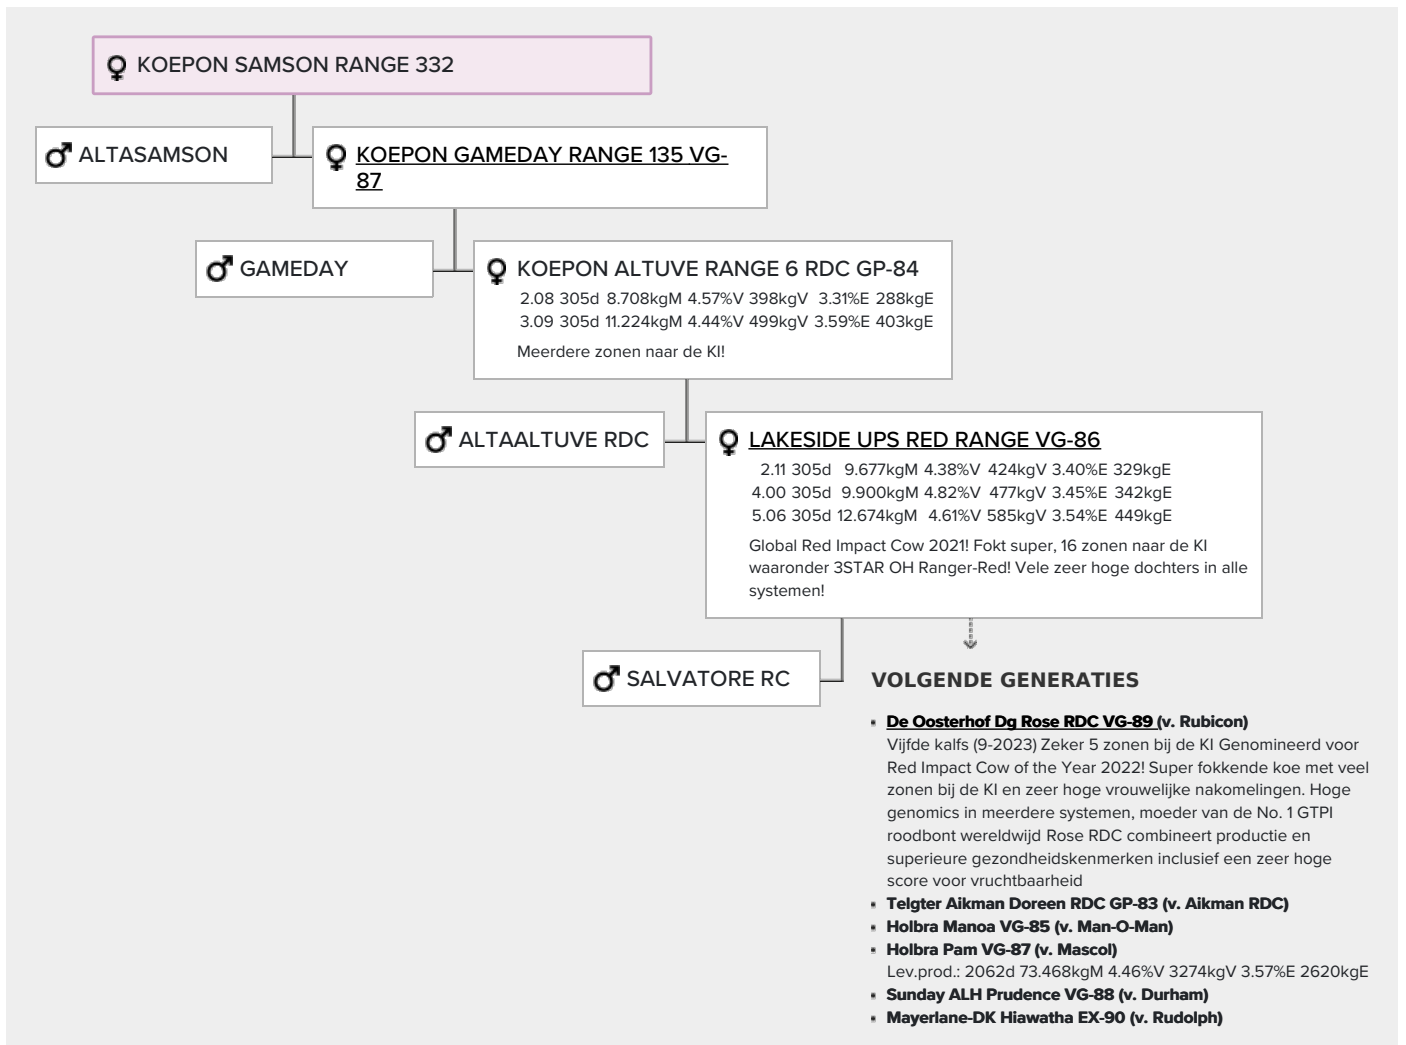 KOEPON SAMSON RANGE 332
ALTASAMSON
KOEPON GAMEDAY RANGE 135 VG-
87
GAMEDAY
KOEPON ALTUVE RANGE 6 RDC GP-84
2.08 305d 8.708kgM 4.57%V 398kgV 3.31%E 288kgE
3.09 305d 11.224kgM 4.44%V 499kgV 3.59%E 403kgE
Meerdere zonen naar de KI!
ALTAALTUVE RDC
LAKESIDE UPS RED RANGE VG-86
2.11 305d 9.677kgM 4.38%V 424kgV 3.40%E 329kgE
4.00 305d 9.900kgM 4.82%V 477kgV 3.45%E 342kgE
5.06 305d 12.674kgM 4.61%V 585kgV 3.54%E 449kgE
Global Red Impact Cow 2021! Fokt super, 16 zonen naar de KI
waaronder 3STAR OH Ranger-Red! Vele zeer hoge dochters in alle
systemen!
SALVATORE RC
VOLGENDE GENERATIES
De Oosterhof Dg Rose RDC VG-89 (v. Rubicon)
Vijfde kalfs (9-2023) Zeker 5 zonen bij de KI Genomineerd voor
Red Impact Cow of the Year 2022! Super fokkende koe met veel
zonen bij de KI en zeer hoge vrouwelijke nakomelingen. Hoge
genomics in meerdere systemen, moeder van de No. 1 GTPI
roodbont wereldwijd Rose RDC combineert productie en
superieure gezondheidskenmerken inclusief een zeer hoge
score voor vruchtbaarheid
Telgter Aikman Doreen RDC GP-83 (v. Aikman RDC)
Holbra Manoa VG-85 (v. Man-O-Man)
Holbra Pam VG-87 (v. Mascol)
Lev.prod.: 2062d 73.468kgM 4.46%V 3274kgV 3.57%E 2620kgE
Sunday ALH Prudence VG-88 (v. Durham)
Mayerlane-DK Hiawatha EX-90 (v. Rudolph)